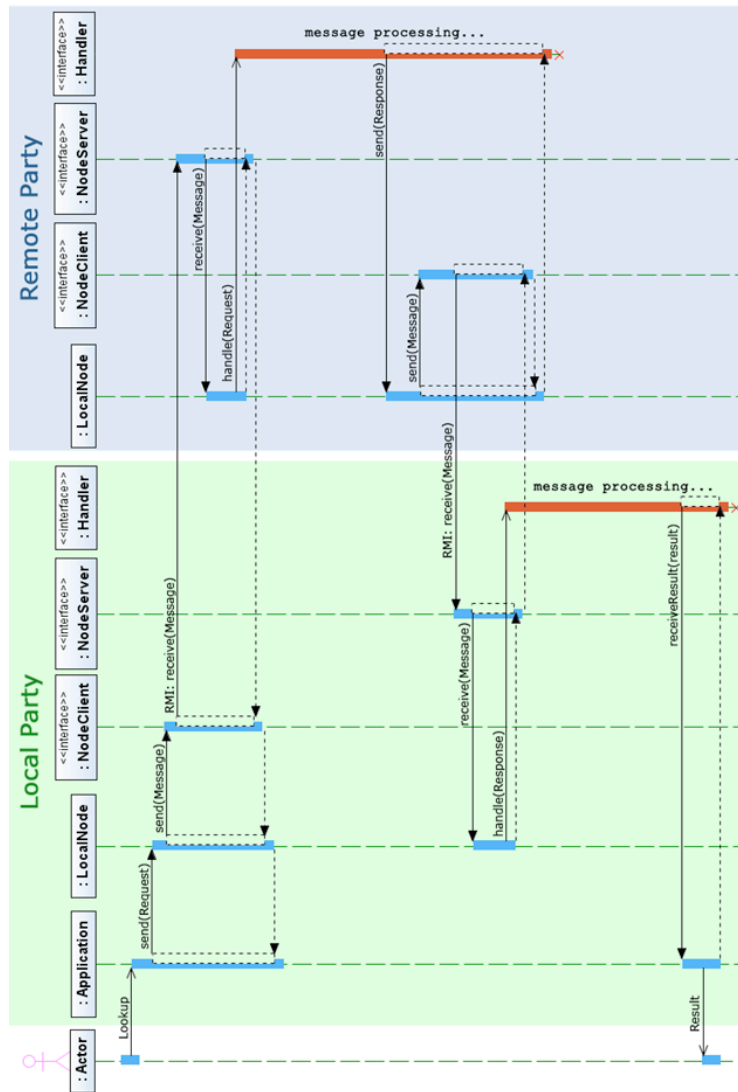 Local Party
Remote Party
: Actor
: Application
: LocalNode
<<interface>>
: NodeClient
<<interface>>
: NodeServer
<<interface>>
: Handler
: LocalNode
<<interface>>
: NodeClient
<<interface>>
: NodeServer
<<interface>>
: Handler
Lookup
send(Request)
send(Message)
RMI: receive(Message)
receive(Message)
handle(Request)
message processing...
send(Response)
send(Message)
RMI: receive(Message)
receive(Message)
handle(Response)
message processing...
receiveResult(result)
Result